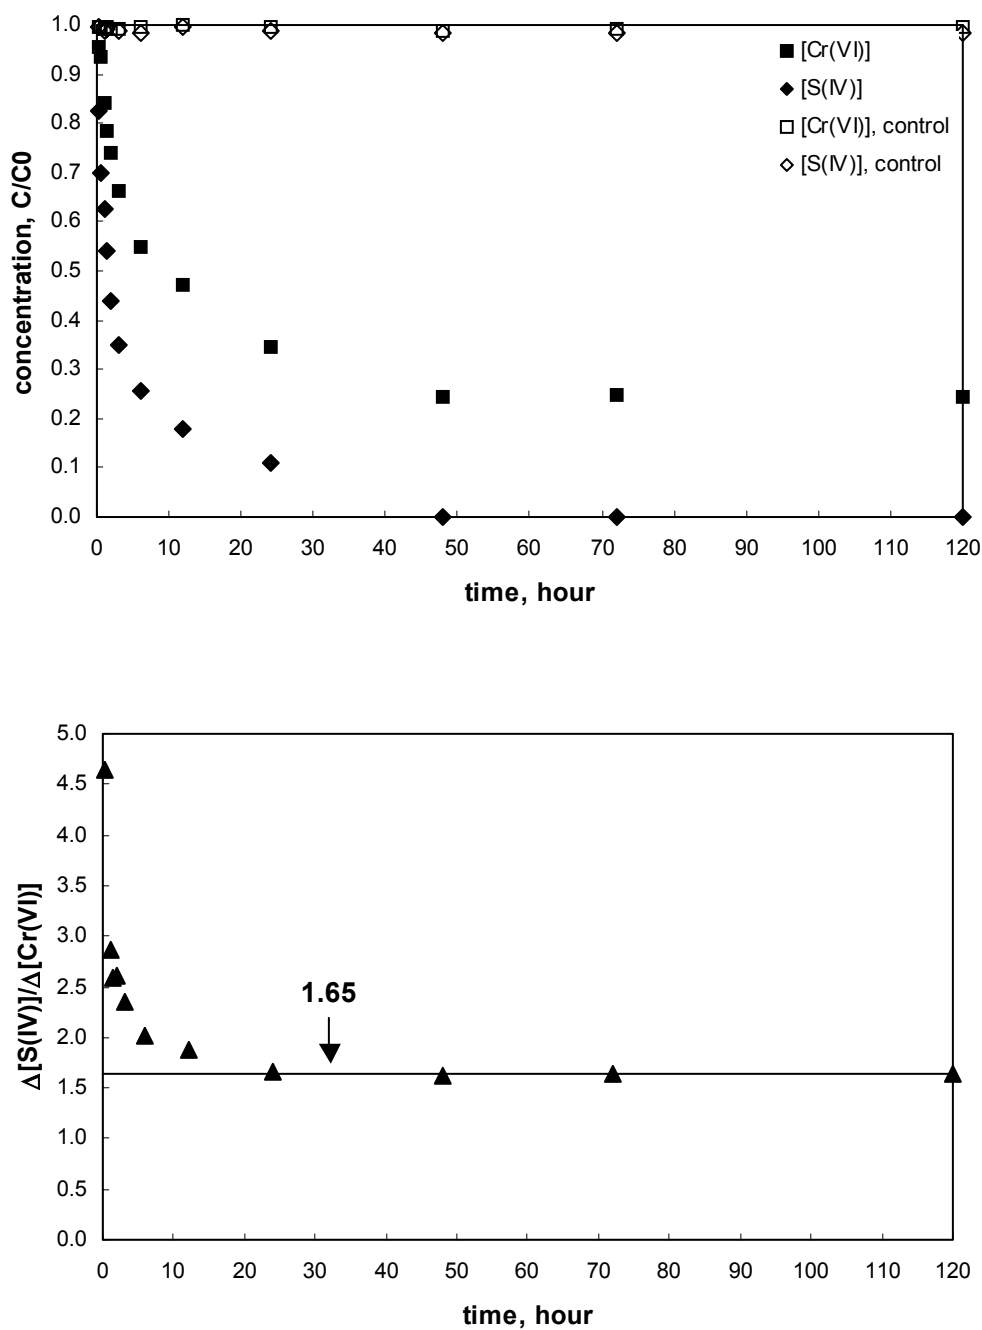 concentration, C/C0
1.0
0.9
0.8
0.7
0.6
0.5
0.4
0.3
0.2
0.1
0.0
[Cr(VI)]
[S(IV)]
[Cr(VI)], control
[S(IV)], control
0 10 20 30 40 50 60 70 80 90 100 110 120
time, hour
Δ[S(IV)]/Δ[Cr(VI)]
5.0
4.5
4.0
3.5
3.0
2.5
2.0
1.5
1.0
0.5
0.0
1.65
0 10 20 30 40 50 60 70 80 90 100 110 120
time, hour